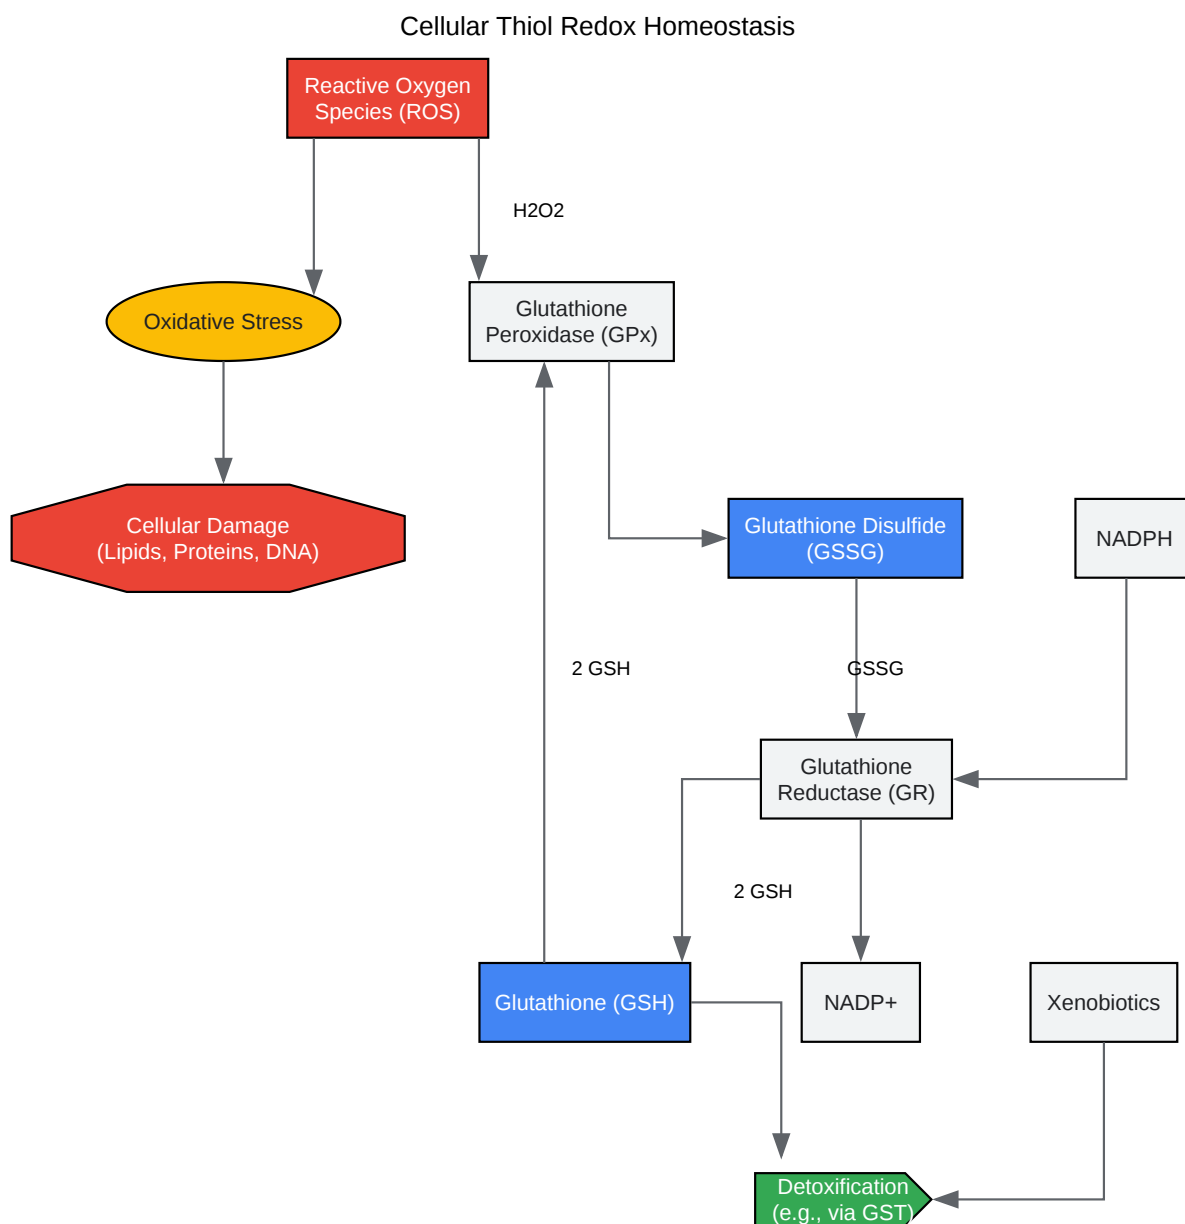 Cellular Thiol Redox Homeostasis
Reactive Oxygen
Species (ROS)
H2O2
Oxidative Stress
Glutathione
Peroxidase (GPx)
Cellular Damage
(Lipids, Proteins, DNA)
Glutathione Disulfide
(GSSG)
NADPH
2 GSH
GSSG
Glutathione
Reductase (GR)
2 GSH
Glutathione (GSH)
NADP+
Xenobiotics
Detoxification
(e.g., via GST)